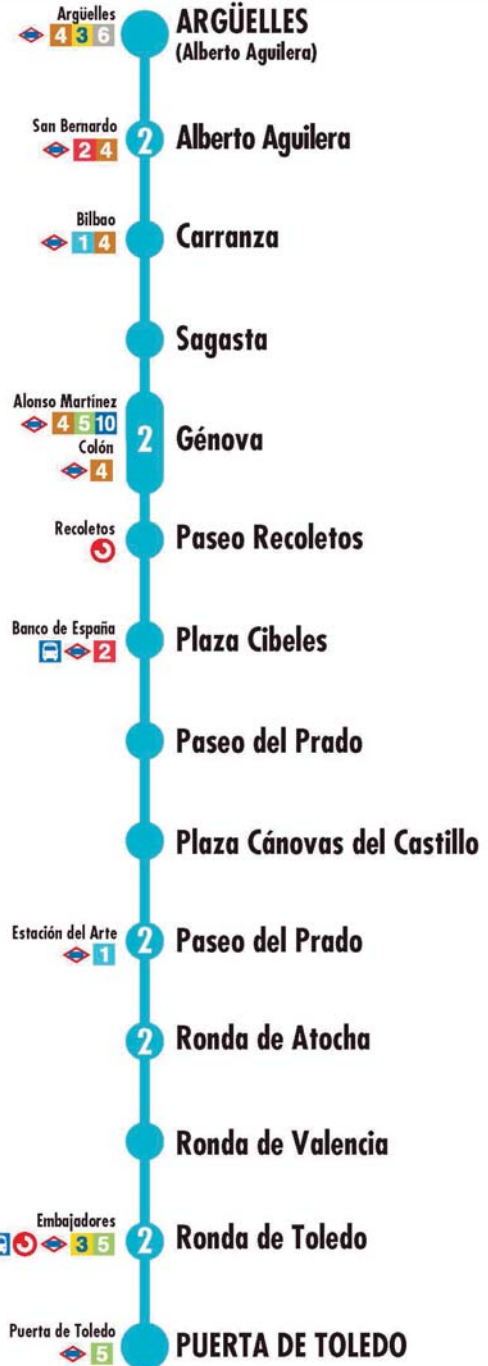 Argüelles
4 3 6
ARGÜELLES
(Alberto Aguilera)
San Bernardo
2 4
2
Alberto Aguilera
Bilbao
1 4
Carranza
Sagasta
Alonso Martínez
4 5 10
Colón
4
2
Génova
Recoletos
Paseo Recoletos
Banco de España
2
Plaza Cibeles
Paseo del Prado
Plaza Cánovas del Castillo
Estación del Arte
1
2
Paseo del Prado
2
Ronda de Atocha
Ronda de Valencia
Embajadores
3 5
2
Ronda de Toledo
Puerta de Toledo
5
PUERTA DE TOLEDO